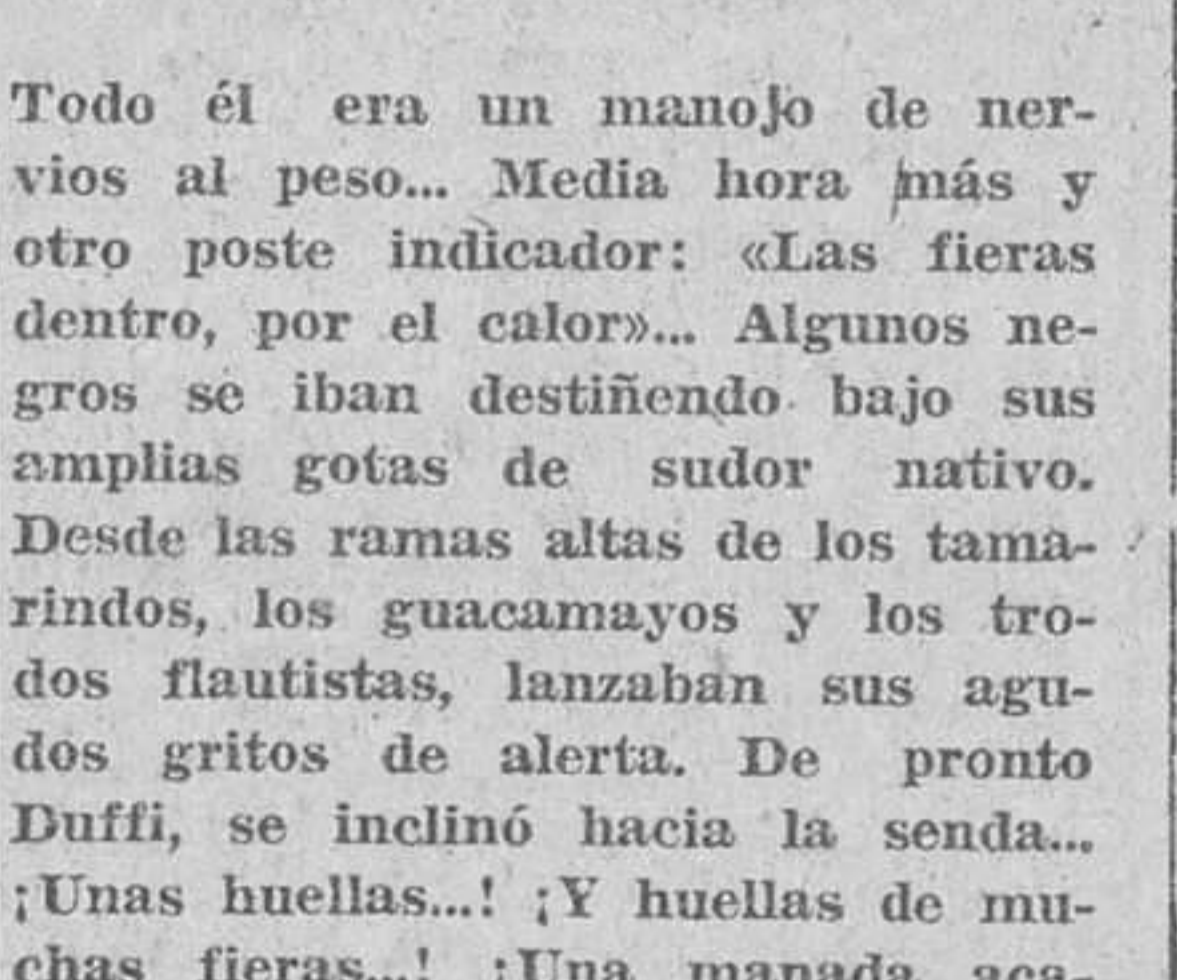 Todo él era un manojo de ner-
vios al peso... Media hora más y
otro poste indicador: «Las fieras
dentro, por el calor»... Algunos ne-
gros se iban destiñendo bajo sus
amplias gotas de sudor nativo.
Desde las ramas altas de los tama-
rindos, los guacamayos y los tro-
dos flautistas, lanzaban sus agu-
dos gritos de alerta. De pronto
Duffi, se inclinó hacia la senda...
¡Unas huellas...! ¡Y huellas de mu-
chas fieras...! ¡Una manada aca-